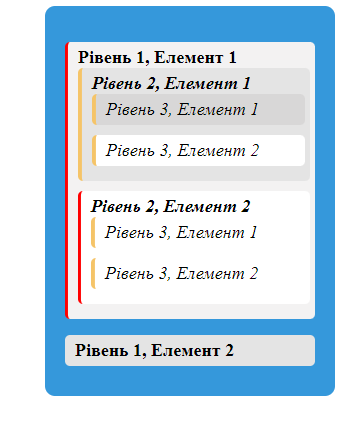 Рівень 1, Елемент 1
Рівень 2, Елемент 1
Рівень 3, Елемент 1
Рівень 3, Елемент 2
Рівень 2, Елемент 2
Рівень 3, Елемент 1
Рівень 3, Елемент 2
Рівень 1, Елемент 2